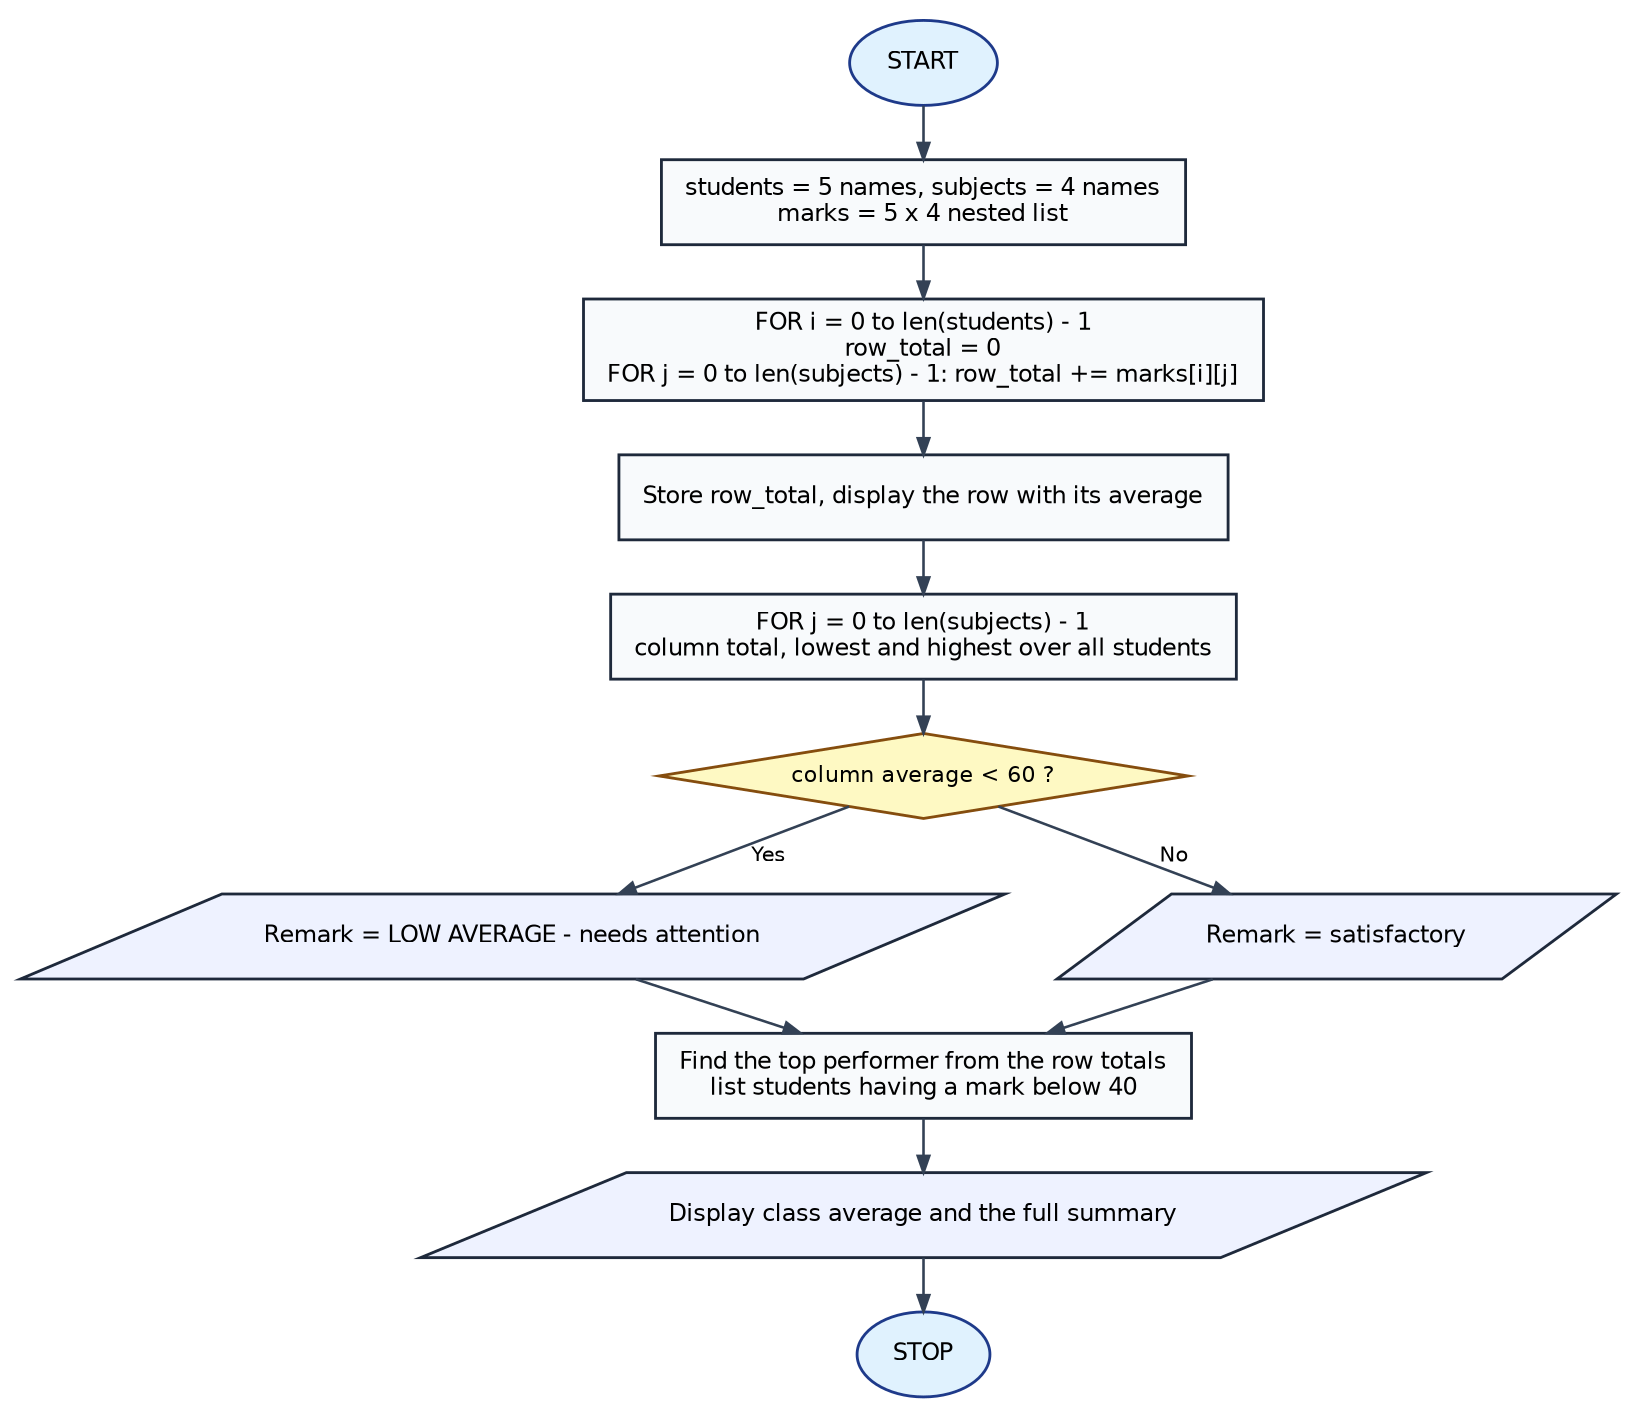 START
students = 5 names, subjects = 4 names
marks = 5 x 4 nested list
FOR i = 0 to len(students) - 1
row_total = 0
FOR j = 0 to len(subjects) - 1: row_total += marks[i][j]
Store row_total, display the row with its average
FOR j = 0 to len(subjects) - 1
column total, lowest and highest over all students
column average < 60 ?
Yes
No
Remark = LOW AVERAGE - needs attention
Remark = satisfactory
Find the top performer from the row totals
list students having a mark below 40
Display class average and the full summary
STOP